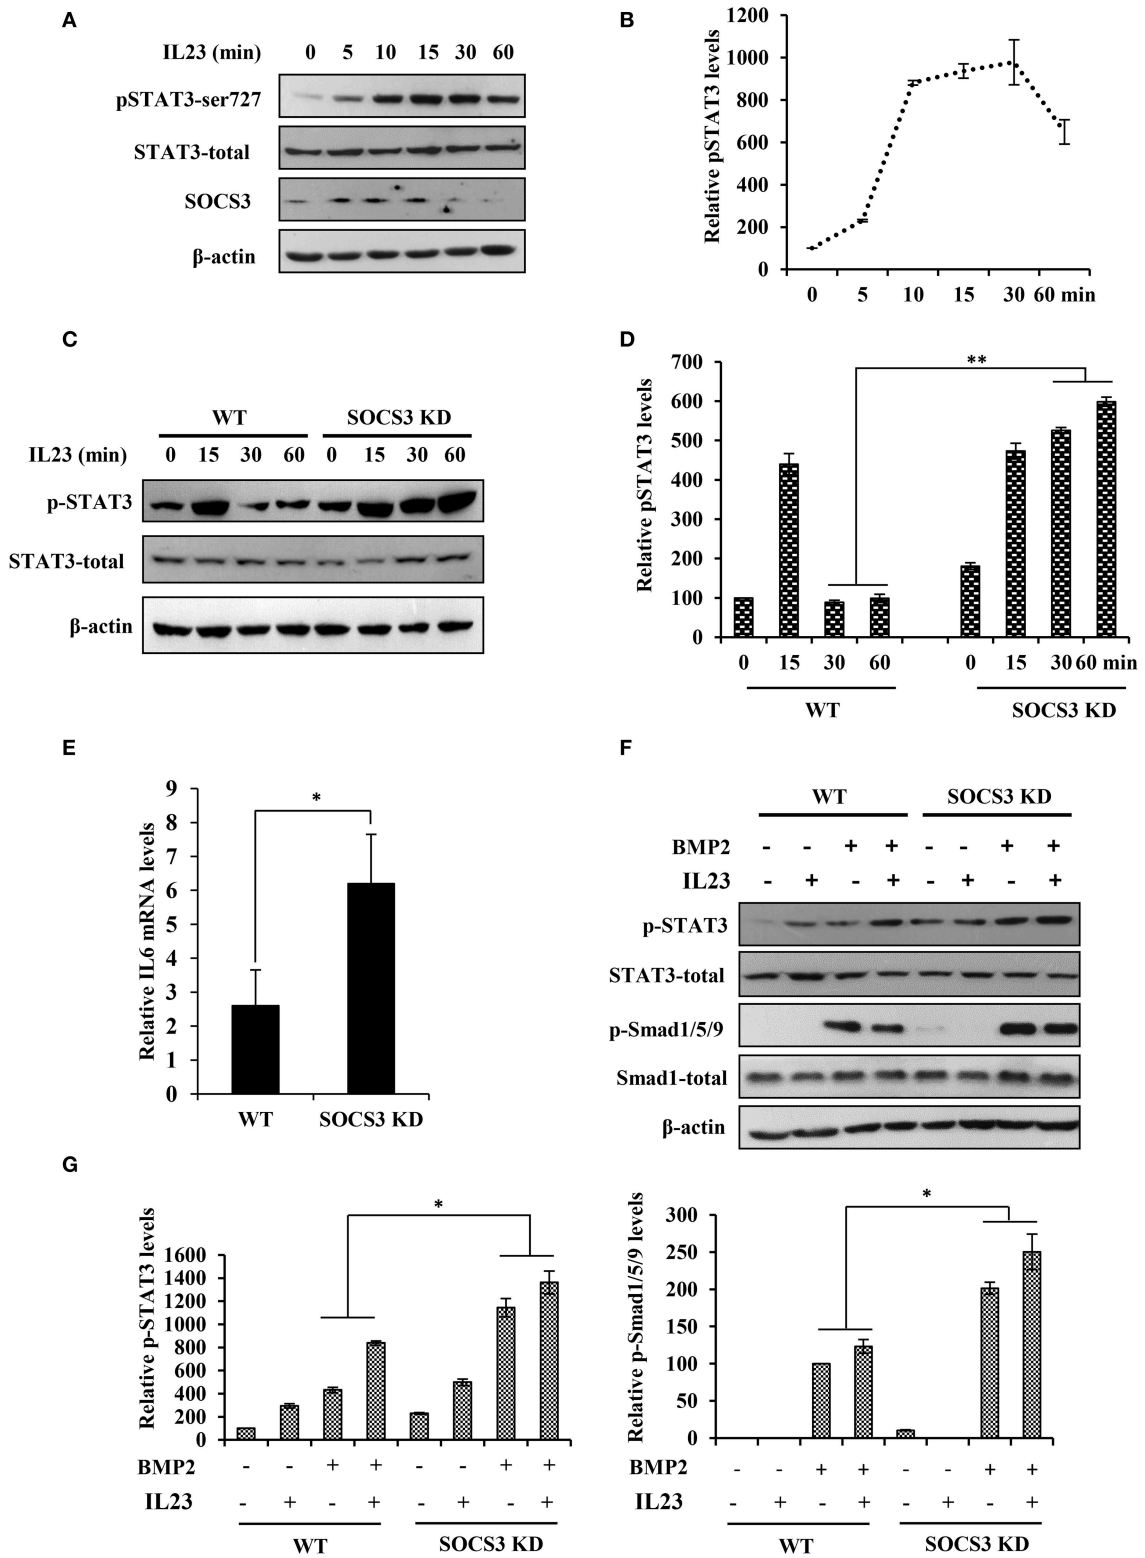 A
IL23 (min) 0 5 10 15 30 60
pSTAT3-ser727
STAT3-total
SOCS3
β-actin
B
Relative pSTAT3 levels
1200
1000
800
600
400
200
0
0 5 10 15 30 60 min
C
WT SOCS3 KD
IL23 (min) 0 15 30 60 0 15 30 60
p-STAT3
STAT3-total
β-actin
D
Relative pSTAT3 levels
700
600
500
400
300
200
100
0
**
0 15 30 60 0 15 30 60 min
WT SOCS3 KD
E
Relative IL6 mRNA levels
9
8
7
6
5
4
3
2
1
0
*
WT SOCS3 KD
F
WT SOCS3 KD
BMP2 - - + + - - + +
IL23 - + - + - + - +
p-STAT3
STAT3-total
p-Smad1/5/9
Smad1-total
β-actin
G
Relative p-STAT3 levels
1600
1400
1200
1000
800
600
400
200
0
*
BMP2 - - + + - - + +
IL23 - + - + - + - +
WT SOCS3 KD
Relative p-Smad1/5/9 levels
300
250
200
150
100
50
0
*
BMP2 - - + + - - + +
IL23 - + - + - + - +
WT SOCS3 KD